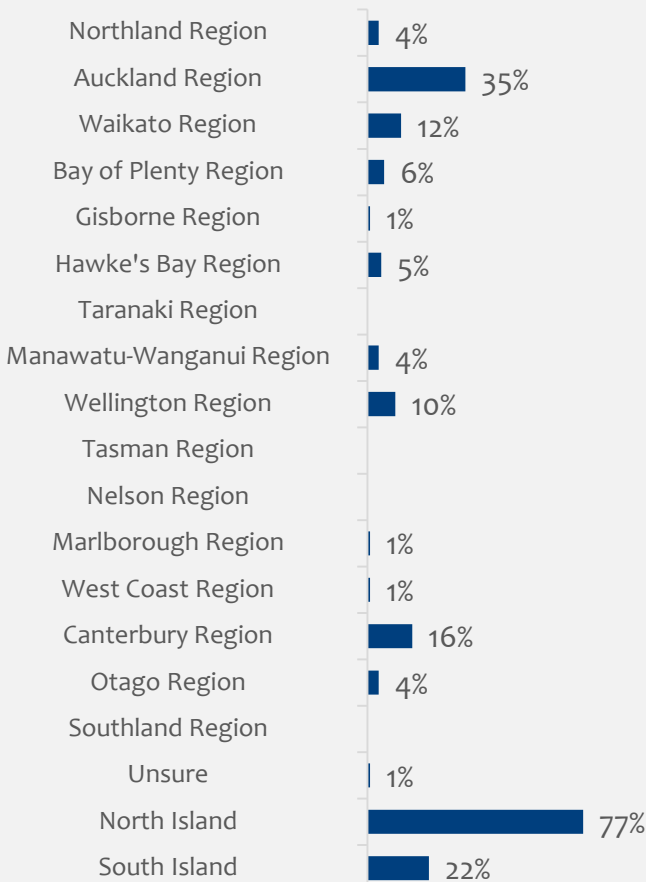 Northland Region 4%
Auckland Region 35%
Waikato Region 12%
Bay of Plenty Region 6%
Gisborne Region 1%
Hawke's Bay Region 5%
Taranaki Region
Manawatu-Wanganui Region 4%
Wellington Region 10%
Tasman Region
Nelson Region
Marlborough Region 1%
West Coast Region 1%
Canterbury Region 16%
Otago Region 4%
Southland Region
Unsure 1%
North Island 77%
South Island 22%